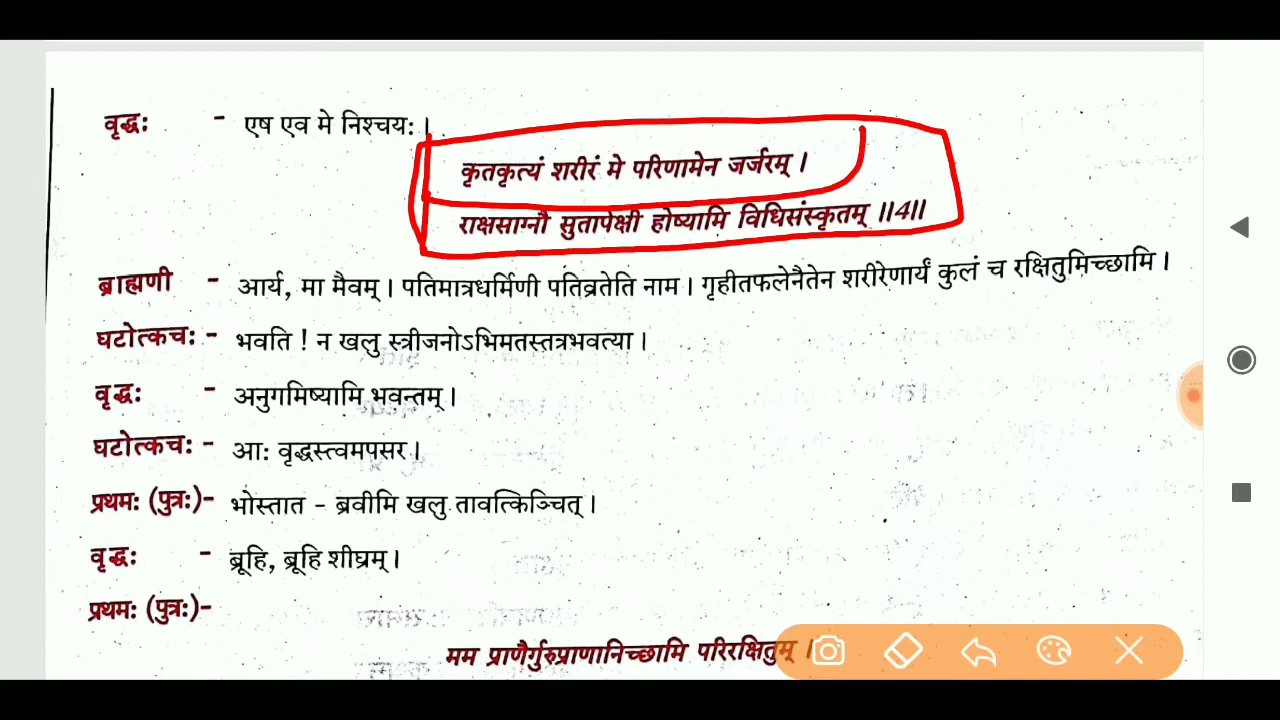 वृद्धः - एष एव मे निश्चयः ।
कृतकृत्यं शरीरं मे परिणामेन जर्जरम् ।
राक्षसाग्नौ सुतापेक्षी होष्यामि विधिसंस्कृतम् ॥4॥
ब्राह्मणी - आर्य, मा मैवम् । पतिमात्रधर्मिणी पतिव्रतेति नाम । गृहीतफलेनैतेन शरीरेणार्यं कुलं च रक्षितुमिच्छामि ।
घटोत्कचः - भवति ! न खलु स्त्रीजनोऽभिमतस्तत्रभवत्या ।
वृद्धः - अनुगमिष्यामि भवन्तम् ।
घटोत्कचः - आः वृद्धस्त्वमपसर ।
प्रथमः (पुत्रः)- भोस्तात - ब्रवीमि खलु तावत्किञ्चित् ।
वृद्धः - ब्रूहि, ब्रूहि शीघ्रम् ।
प्रथमः (पुत्रः)-
मम प्राणैर्गुरुप्राणानिच्छामि परिरक्षितुम् ।